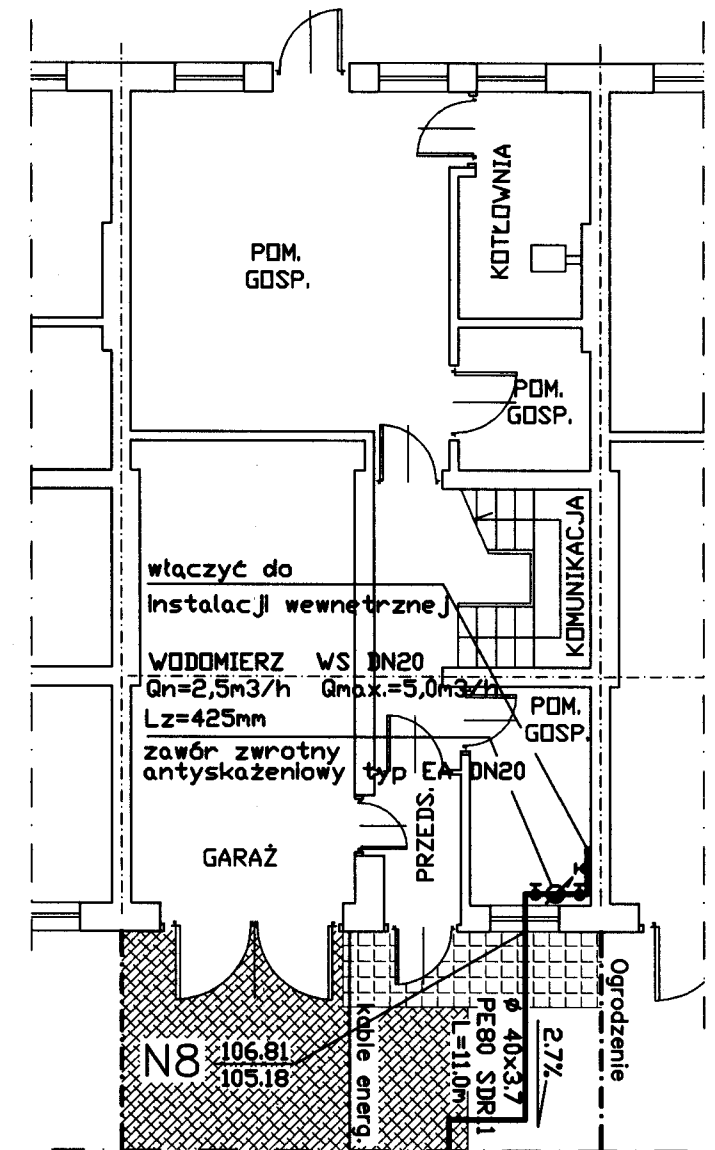 KOTŁOWNIA
POM.
GOSP.
POM.
GOSP.
KOMUNIKACJA
włączyć do
instalacji wewnętrznej
WODOMIERZ WS DN20
Qn=2,5m3/h Qmax.=5,0m3/h
Lz=425mm
zawór zwrotny
antyskażeniowy typ EA DN20
POM.
GOSP.
PRZEDS.
GARAŻ
Ogrodzenie
2.7%
ø 40x3.7
PE80 SDR11
L=11.0m
kable energ.
N8
106.81
105.18